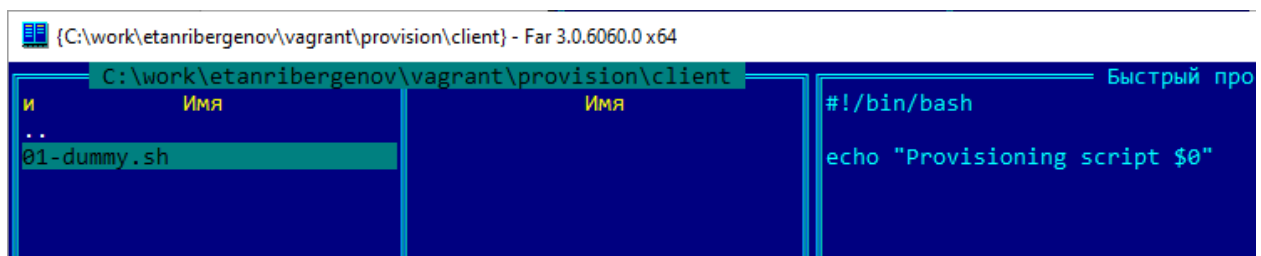 {C:\work\etanribergenov\vagrant\provision\client} - Far 3.0.6060.0 x64
C:\work\etanribergenov\vagrant\provision\client
Быстрый про
и Имя Имя
..
01-dummy.sh
#!/bin/bash
echo "Provisioning script $0"